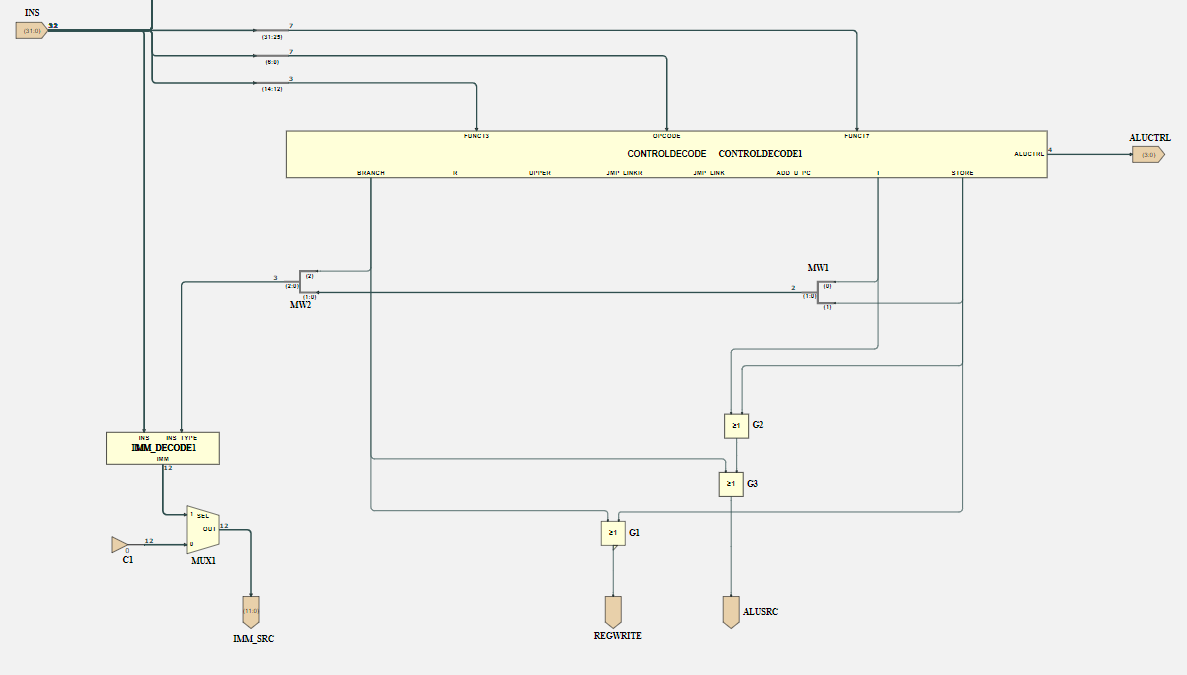 INS
(31:0) 32
7
(31:25)
7
(6:0)
3
(14:12)
FUNCT3 OPCODE FUNCT7
CONTROLDECODE CONTROLDECODE1
ALUCTRL 4
ALUCTRL
(3:0)
BRANCH R UPPER JMP_LINKR JMP_LINK ADD_U_PC I STORE
MW1
3 (2)
(2:0)
(1:0)
MW2
2 (0)
(1:0)
(1)
≥1 G2
INS INS_TYPE
IMM_DECODE1
IMM
12
≥1 G3
1 SEL
OUT 12
12 0
0
C1 MUX1
≥1 G1
(11:0)
IMM_SRC
REGWRITE
ALUSRC